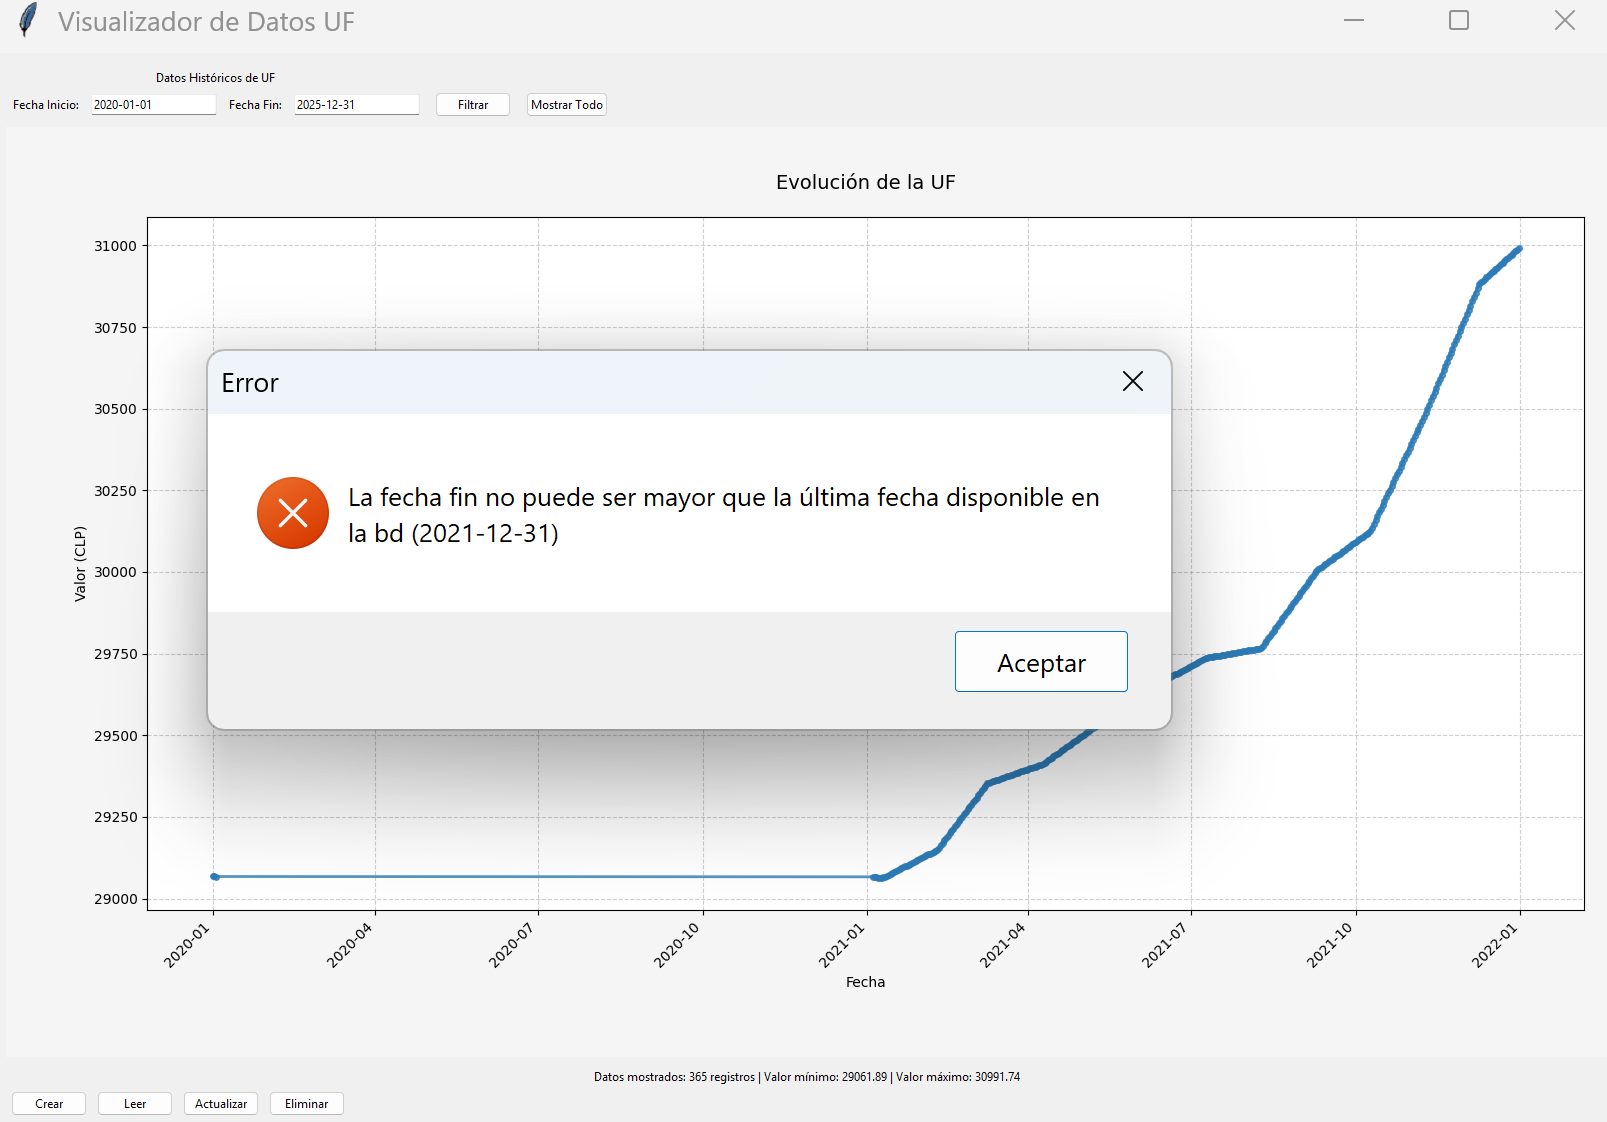 Visualizador de Datos UF
Datos Históricos de UF
Fecha Inicio: 2020-01-01 Fecha Fin: 2025-12-31 Filtrar Mostrar Todo
Evolución de la UF
31000
30750
30500
30250
30000
29750
29500
29250
29000
Valor (CLP)
Error
La fecha fin no puede ser mayor que la última fecha disponible en
la bd (2021-12-31)
Aceptar
2020-01 2020-04 2020-07 2020-10 2021-01 2021-04 2021-07 2021-10 2022-01
Fecha
Datos mostrados: 365 registros | Valor mínimo: 29061.89 | Valor máximo: 30991.74
Crear Leer Actualizar Eliminar